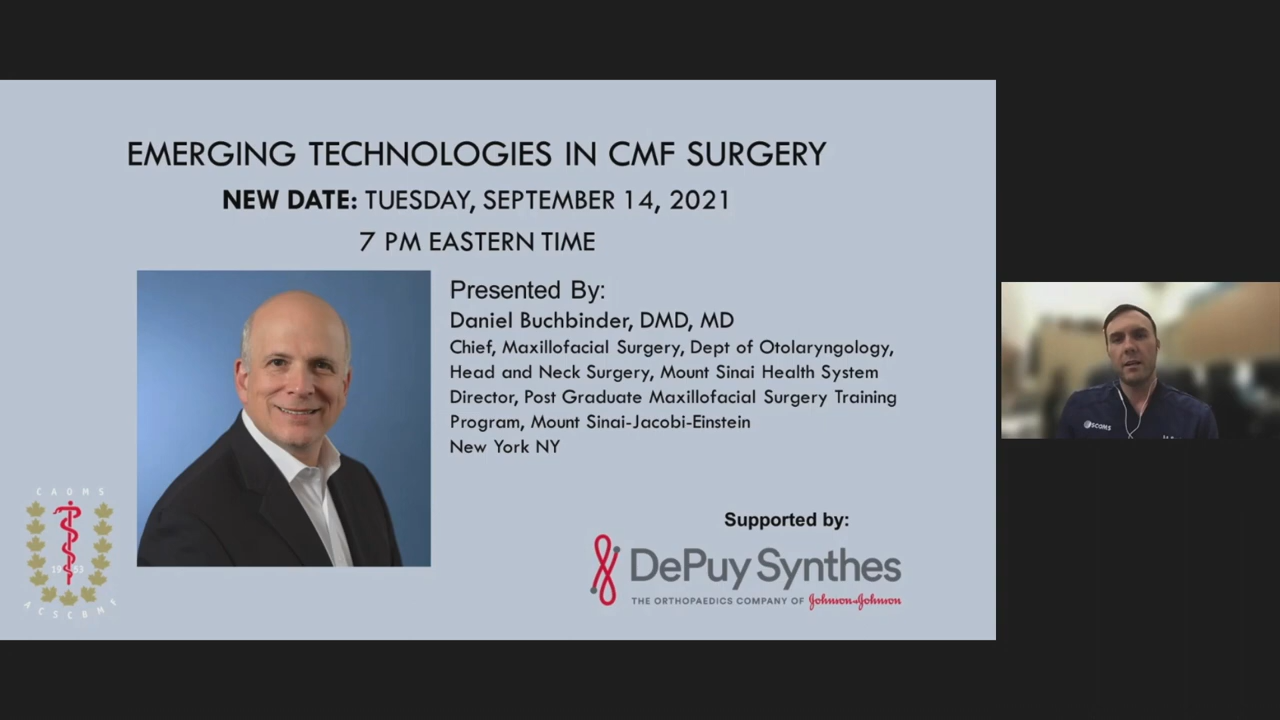 EMERGING TECHNOLOGIES IN CMF SURGERY
NEW DATE: TUESDAY, SEPTEMBER 14, 2021
7 PM EASTERN TIME
Presented By:
Daniel Buchbinder, DMD, MD
Chief, Maxillofacial Surgery, Dept of Otolaryngology,
Head and Neck Surgery, Mount Sinai Health System
Director, Post Graduate Maxillofacial Surgery Training
Program, Mount Sinai-Jacobi-Einstein
New York NY
Supported by:
DePuy Synthes
THE ORTHOPAEDICS COMPANY OF Johnson & Johnson
CAOMS
1953
ACSCBMF
SCOMS